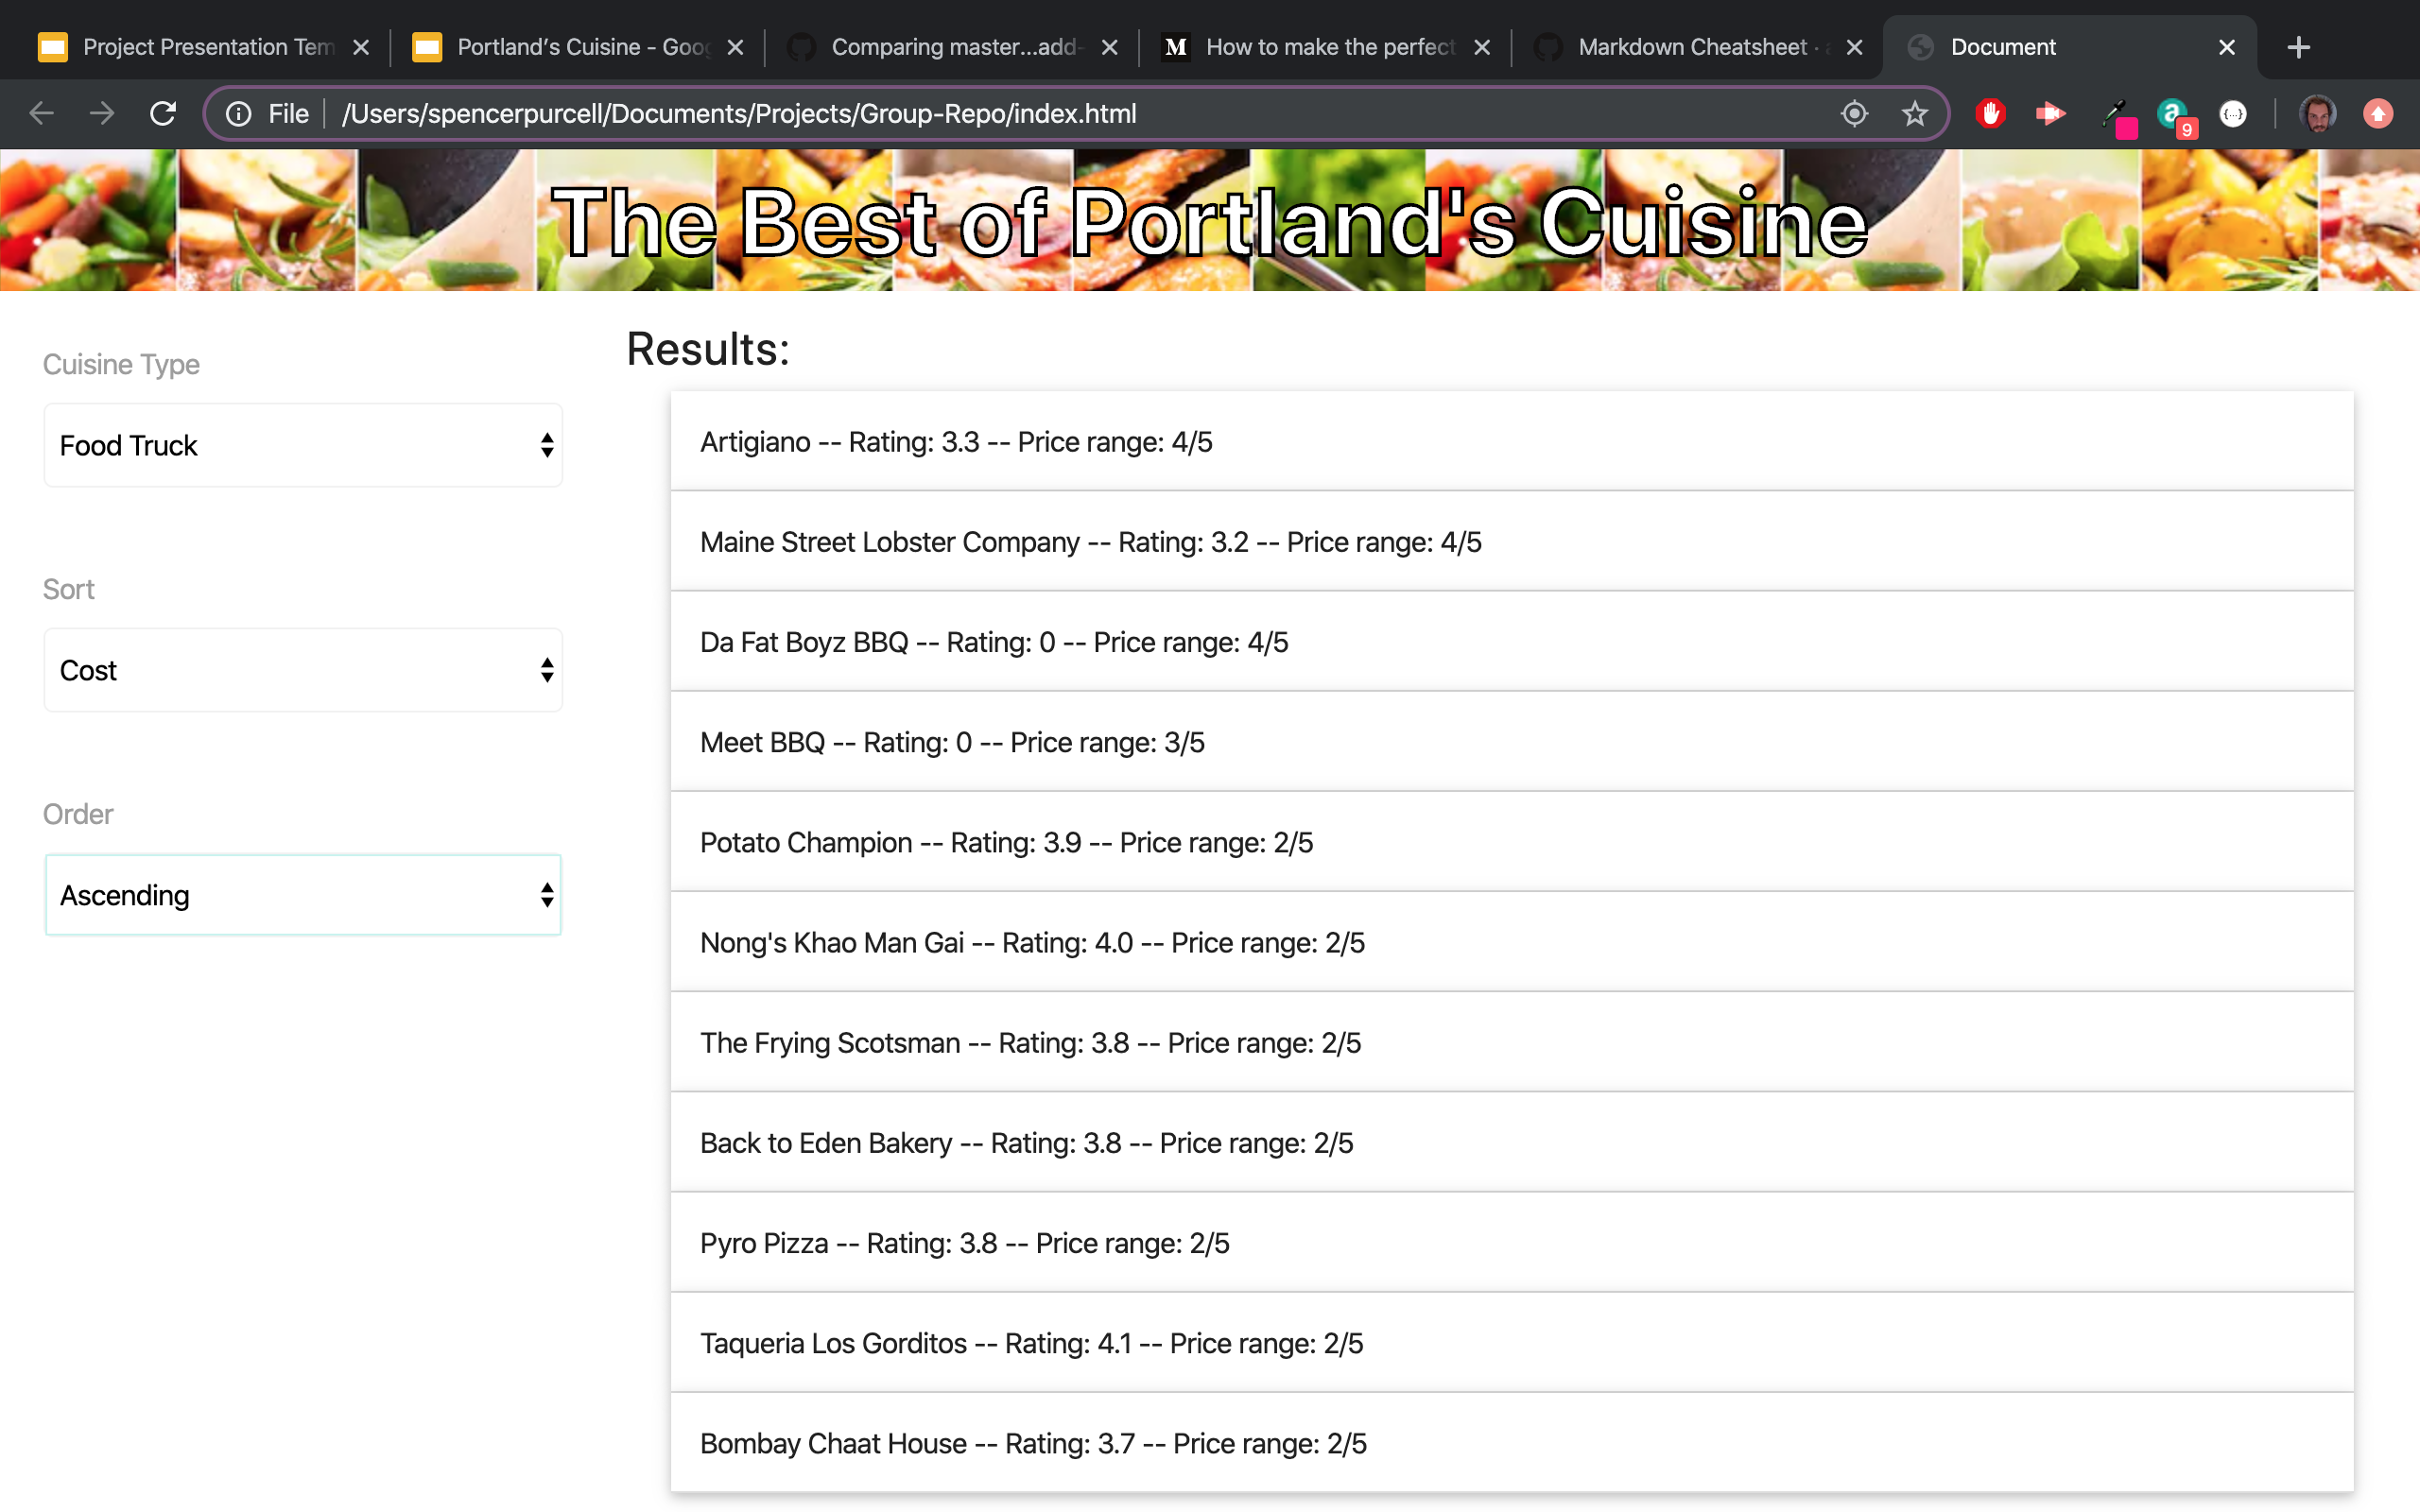 Project Presentation Tem
Portland’s Cuisine - Goog
Comparing master...add-
M
How to make the perfect
Markdown Cheatsheet · a
Document
File
/Users/spencerpurcell/Documents/Projects/Group-Repo/index.html
a
9
{...}
The Best of Portland's Cuisine
Cuisine Type
Food Truck
Sort
Cost
Order
Ascending
Results:
Artigiano -- Rating: 3.3 -- Price range: 4/5
Maine Street Lobster Company -- Rating: 3.2 -- Price range: 4/5
Da Fat Boyz BBQ -- Rating: 0 -- Price range: 4/5
Meet BBQ -- Rating: 0 -- Price range: 3/5
Potato Champion -- Rating: 3.9 -- Price range: 2/5
Nong's Khao Man Gai -- Rating: 4.0 -- Price range: 2/5
The Frying Scotsman -- Rating: 3.8 -- Price range: 2/5
Back to Eden Bakery -- Rating: 3.8 -- Price range: 2/5
Pyro Pizza -- Rating: 3.8 -- Price range: 2/5
Taqueria Los Gorditos -- Rating: 4.1 -- Price range: 2/5
Bombay Chaat House -- Rating: 3.7 -- Price range: 2/5